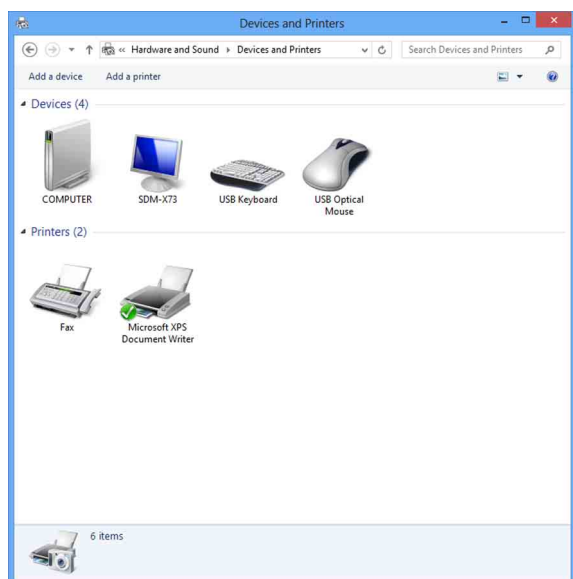 Devices and Printers
« Hardware and Sound Devices and Printers
Search Devices and Printers
Add a device Add a printer
Devices (4)
COMPUTER SDM-X73 USB Keyboard USB Optical
Mouse
Printers (2)
Fax Microsoft XPS
Document Writer
6 items